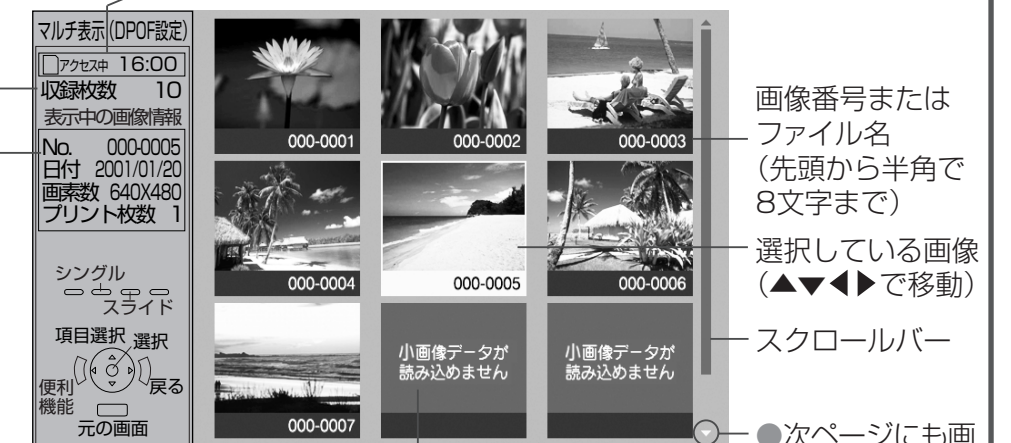 マルチ表示(DPOF設定)
アクセス中 16:00
収録枚数 10
表示中の画像情報
No. 000-0005
日付 2001/01/20
画素数 640X480
プリント枚数 1
シングル
スライド
項目選択 選択
便利機能
戻る
元の画面
000-0001
000-0002
000-0003
000-0004
000-0005
000-0006
000-0007
小画像データが
読み込めません
小画像データが
読み込めません
画像番号または
ファイル名
(先頭から半角で
8文字まで)
選択している画像
(▲▼◀▶で移動)
スクロールバー
●次ページにも画